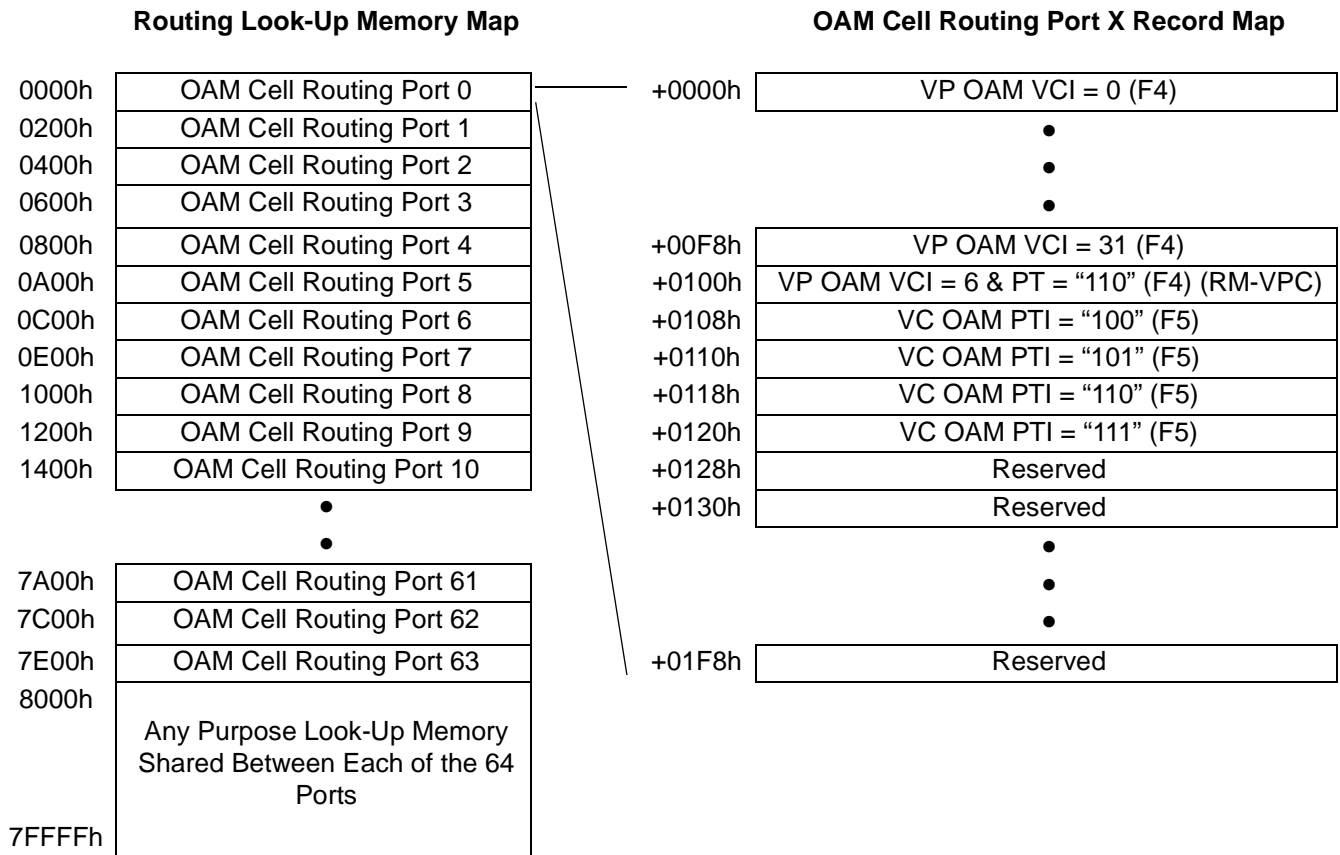 Routing Look-Up Memory Map
0000h OAM Cell Routing Port 0
0200h OAM Cell Routing Port 1
0400h OAM Cell Routing Port 2
0600h OAM Cell Routing Port 3
0800h OAM Cell Routing Port 4
0A00h OAM Cell Routing Port 5
0C00h OAM Cell Routing Port 6
0E00h OAM Cell Routing Port 7
1000h OAM Cell Routing Port 8
1200h OAM Cell Routing Port 9
1400h OAM Cell Routing Port 10
7A00h OAM Cell Routing Port 61
7C00h OAM Cell Routing Port 62
7E00h OAM Cell Routing Port 63
8000h
Any Purpose Look-Up Memory
Shared Between Each of the 64
Ports
7FFFFh
OAM Cell Routing Port X Record Map
+0000h VP OAM VCI = 0 (F4)
+00F8h VP OAM VCI = 31 (F4)
+0100h VP OAM VCI = 6 & PT = “110” (F4) (RM-VPC)
+0108h VC OAM PTI = “100” (F5)
+0110h VC OAM PTI = “101” (F5)
+0118h VC OAM PTI = “110” (F5)
+0120h VC OAM PTI = “111” (F5)
+0128h Reserved
+0130h Reserved
+01F8h Reserved